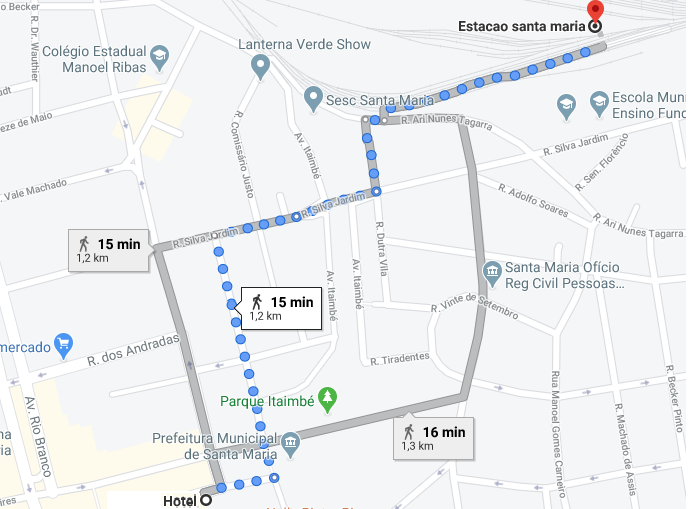 o Becker
R. Dr. Wauthier
Colégio Estadual
Manoel Ribas
Lanterna Verde Show
Estacao santa maria
Sesc Santa Maria
Escola Muni
Ensino Fund
eze de Maio
R. Comissário Justo
Av. Itaimbé
R. Ari Nunes Tagarra
R. Silva Jardim
R. Sen. Florêncio
. Vale Machado
R. Silva Jardim
R. Adolfo Soares
R. Ari Nunes Tagarra
R. Silva Jardim
15 min
1,2 km
R. Dutra Vila
Av. Itaimbé
Av. Itaimbé
Santa Maria Ofício
Reg Civil Pessoas...
15 min
1,2 km
R. Vinte de Setembro
mercado
R. dos Andradas
R. Tiradentes
Av. Rio Branco
Parque Itaimbé
Rua Manoel Gomes Carneiro
R. Machado de Assis
R. Becker Pinto
16 min
1,3 km
Prefeitura Municipal
de Santa Maria
na
ria
ires
Hotel